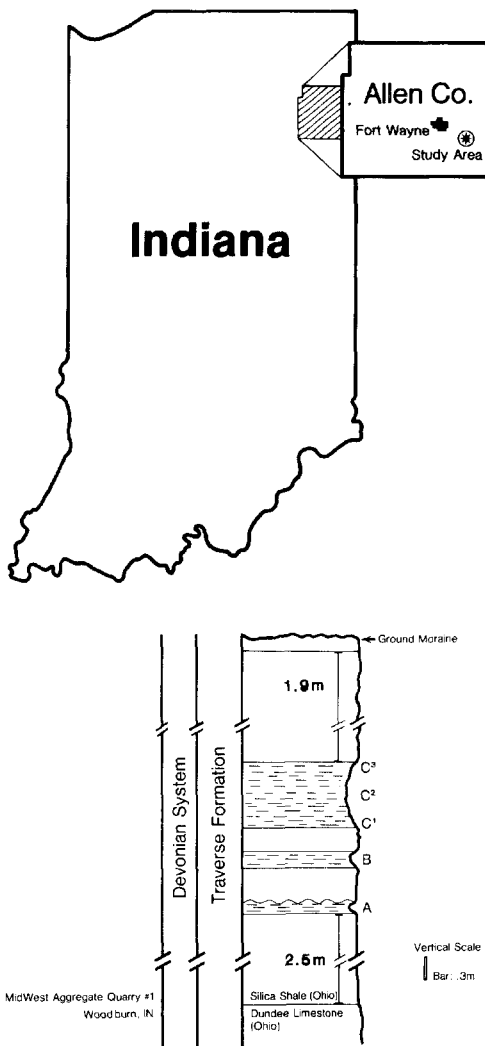 Allen Co.
Fort Wayne
Study Area
Indiana
Ground Moraine
1.9m
Devonian System
Traverse Formation
C³
C²
C¹
B
A
Vertical Scale
Bar: .3m
2.5m
MidWest Aggregate Quarry #1
Woodburn, IN
Silica Shale (Ohio)
Dundee Limestone
(Ohio)